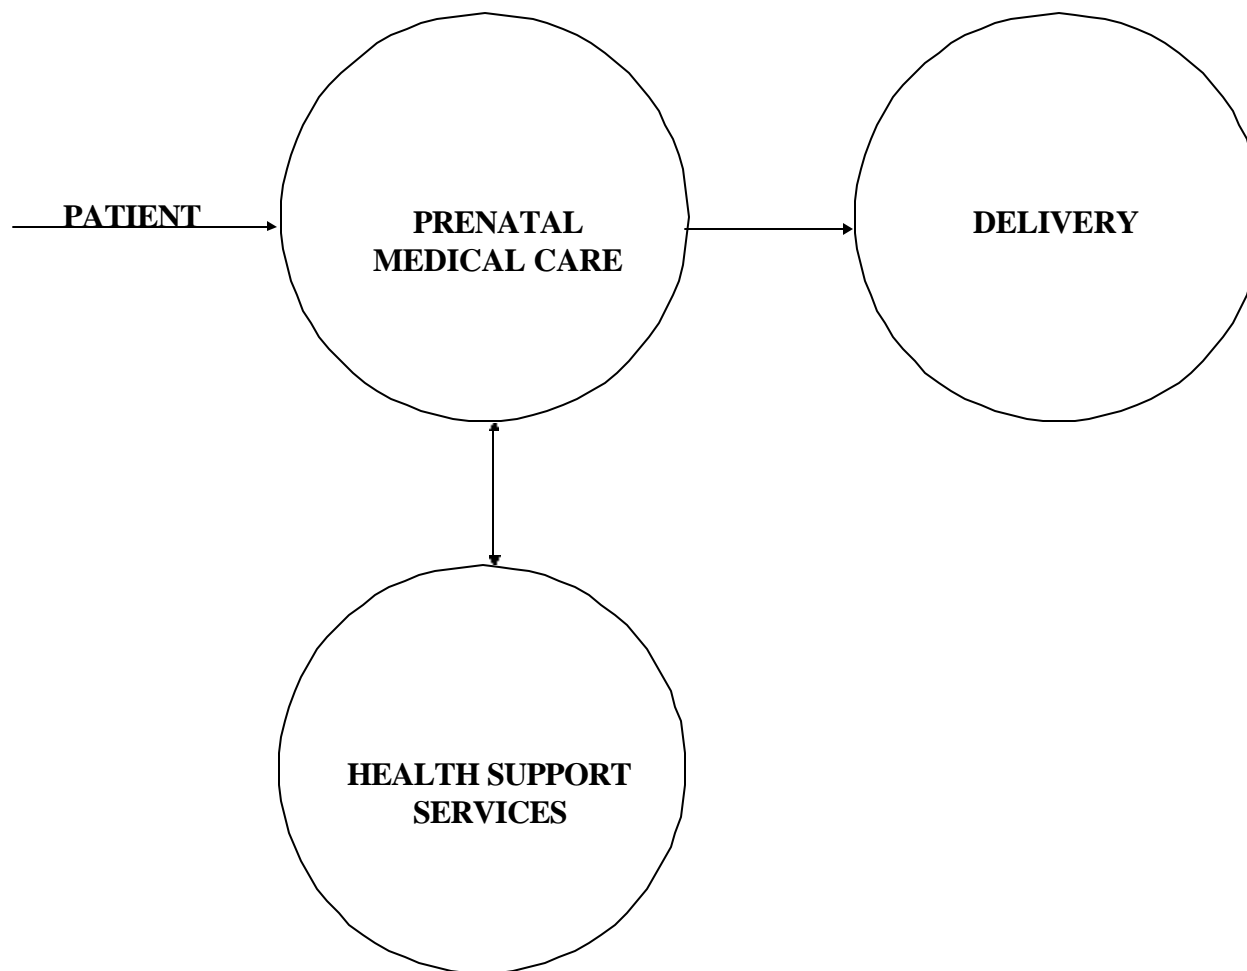 PATIENT
PRENATAL
MEDICAL CARE
DELIVERY
HEALTH SUPPORT
SERVICES